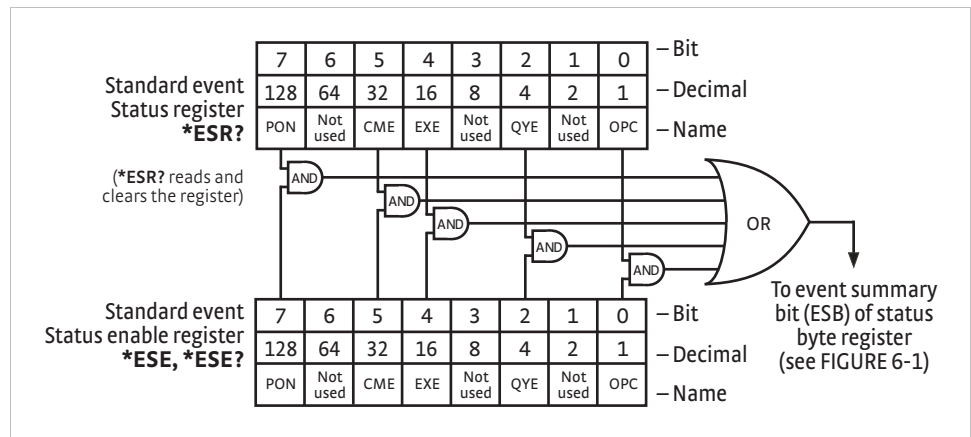 7 6 5 4 3 2 1 0 – Bit
Standard event
Status register
*ESR?
128 64 32 16 8 4 2 1 – Decimal
PON Not used CME EXE Not used QYE Not used OPC – Name
(*ESR? reads and
clears the register)
AND
AND
AND
AND
AND
OR
To event summary
bit (ESB) of status
byte register
(see FIGURE 6-1)
Standard event
Status enable register
*ESE, *ESE?
7 6 5 4 3 2 1 0 – Bit
128 64 32 16 8 4 2 1 – Decimal
PON Not used CME EXE Not used QYE Not used OPC – Name